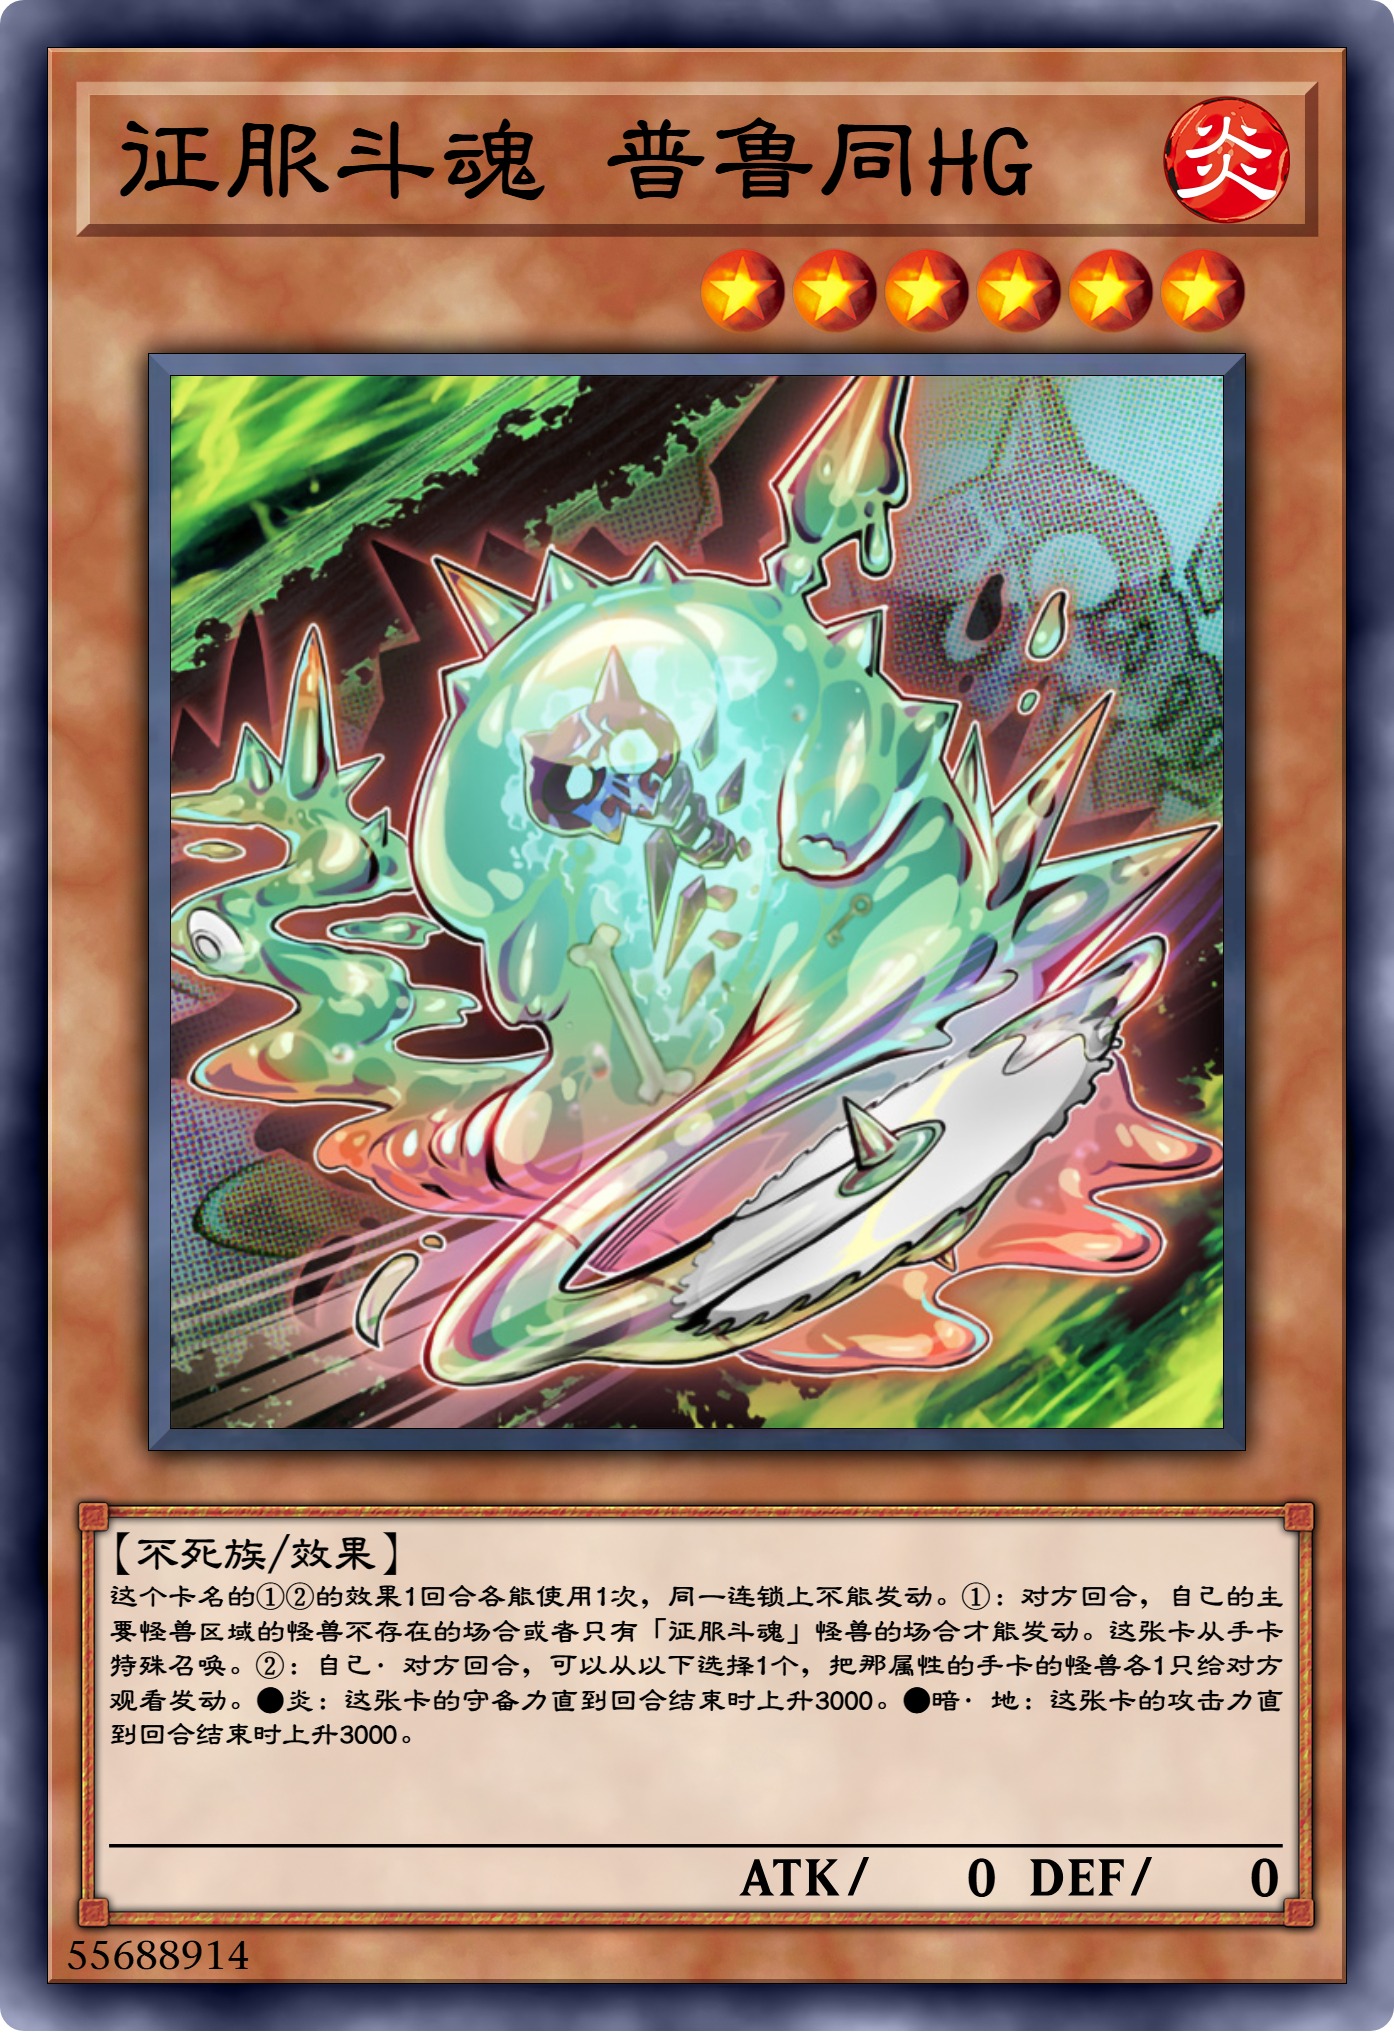 征服斗魂 普鲁同HG
炎
【不死族/效果】
这个卡名的①②的效果1回合各能使用1次，同一连锁上不能发动。①：对方回合，自己的主
要怪兽区域的怪兽不存在的场合或者只有「征服斗魂」怪兽的场合才能发动。这张卡从手卡
特殊召唤。②：自己·对方回合，可以从以下选择1个，把那属性的手卡的怪兽各1只给对方
观看发动。●炎：这张卡的守备力直到回合结束时上升3000。●暗·地：这张卡的攻击力直
到回合结束时上升3000。
ATK/ 0 DEF/ 0
55688914